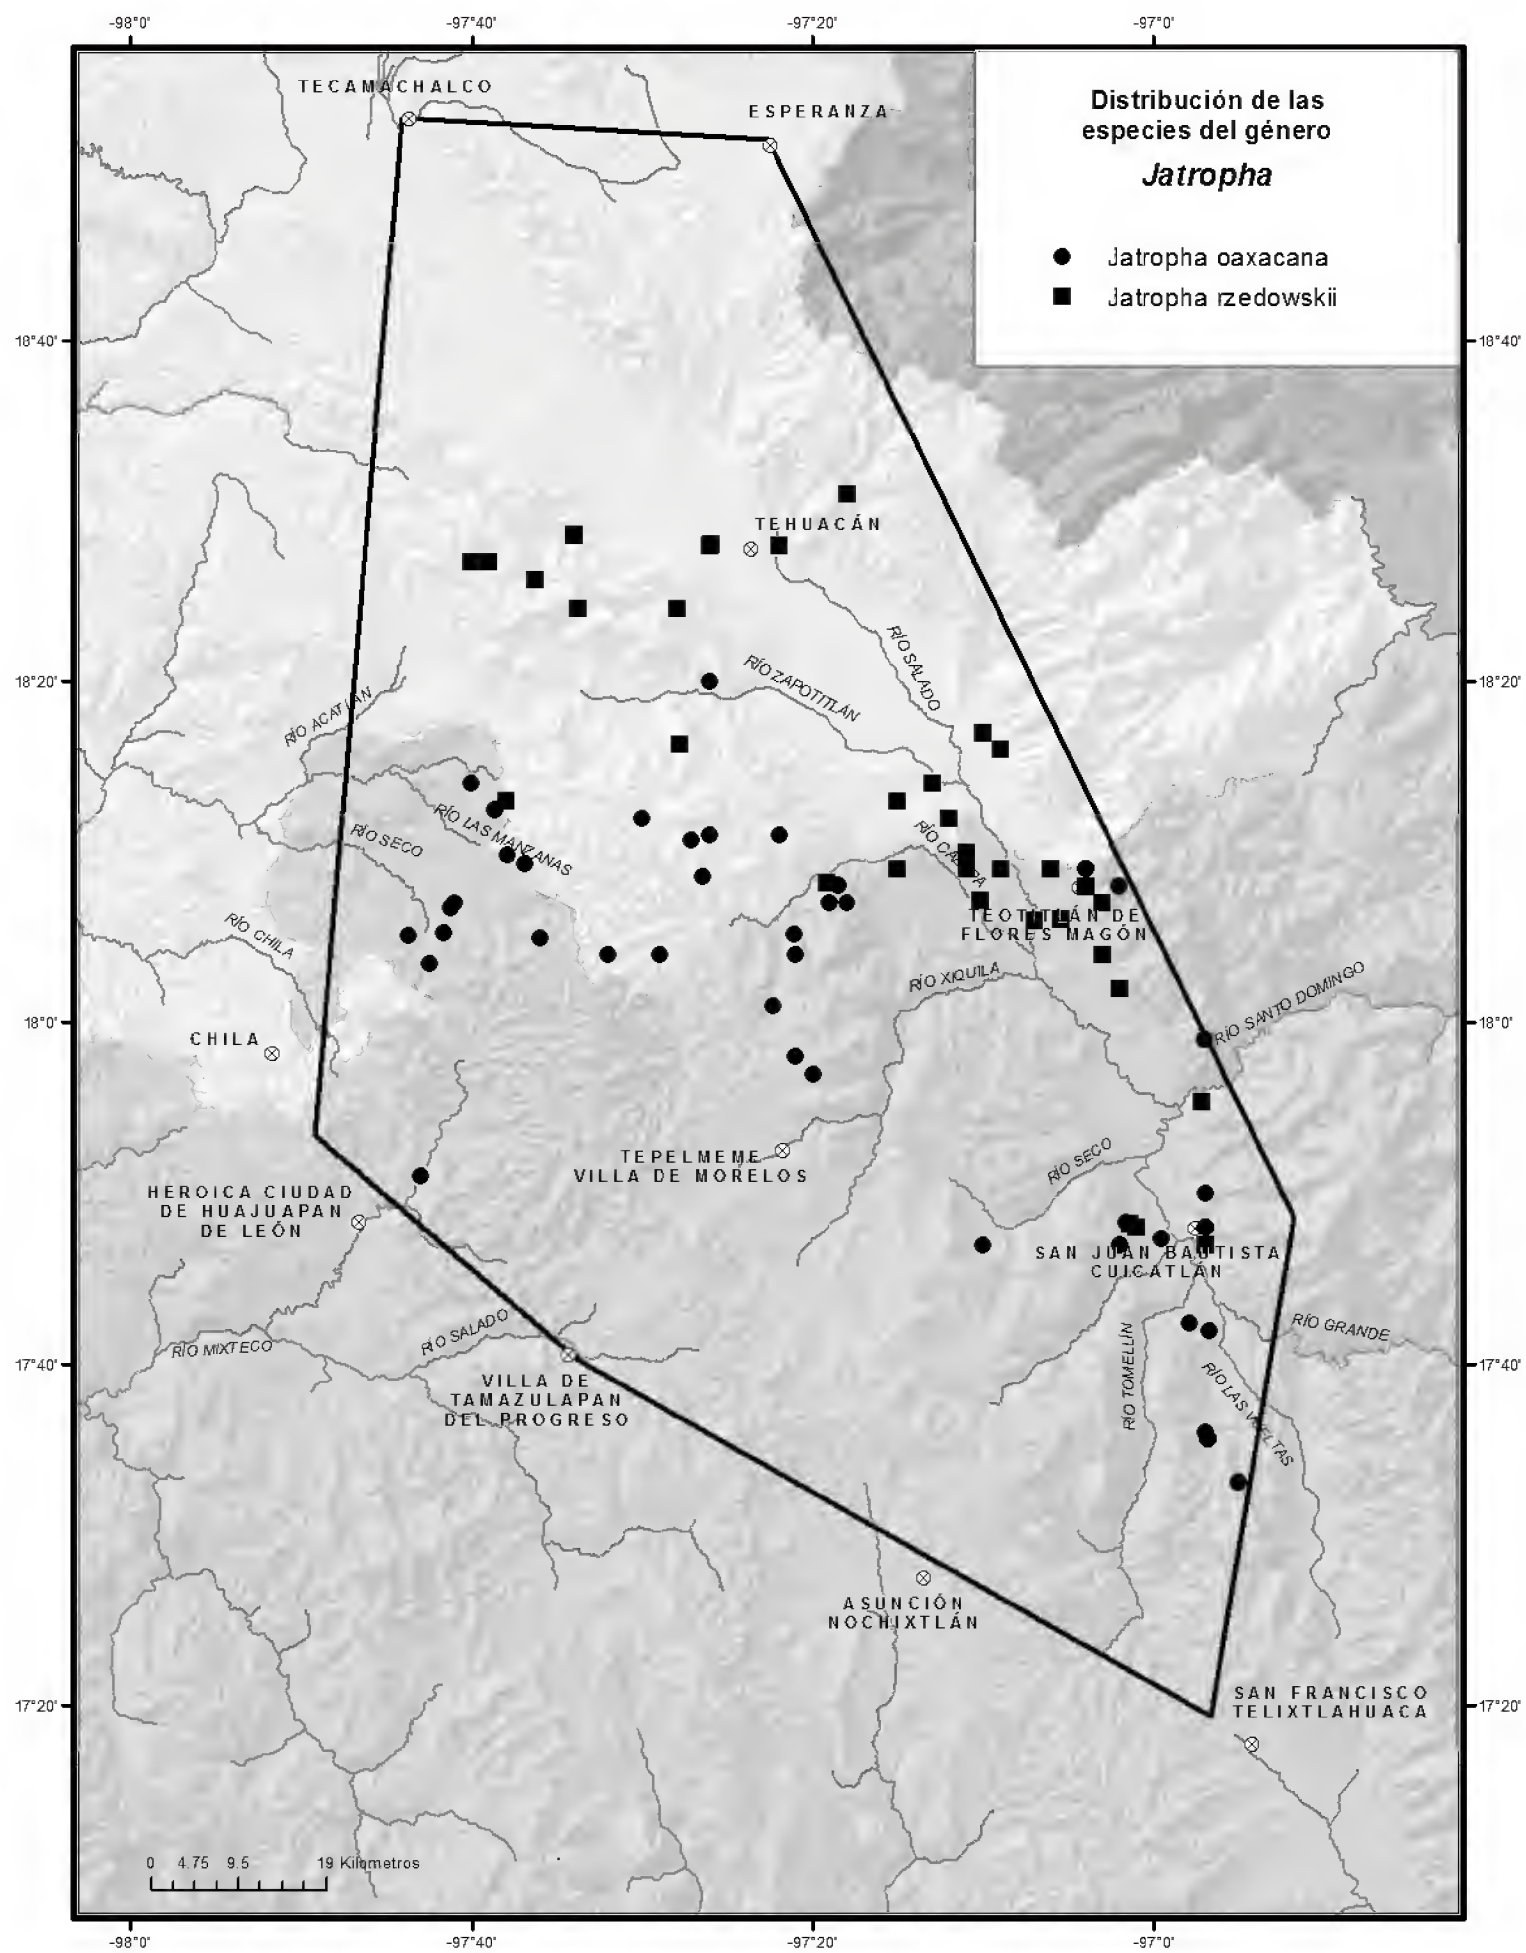 -98°0'
-97°40'
-97°20'
-97°0'
TECAMACHALCO
ESPERANZA
Distribución de las
especies del género
Jatropha
Jatropha oaxacana
Jatropha rzedowskii
18°40'
18°40'
TEHUACÁN
RÍO SALADO
18°20'
18°20'
RÍO ZAPOTITLÁN
RÍO ACATLÁN
RÍO LAS MANZANAS
RÍO SECO
TEOTITLÁN DE
FLORES MAGÓN
RÍO CHILA
RÍO XIQUILA
18°0'
18°0'
RÍO SANTO DOMINGO
CHILA
TEPELMEME
VILLA DE MORELOS
RÍO SECO
HEROICA CIUDAD
DE HUAJUAPAN
DE LEÓN
SAN JUAN BAUTISTA
CUICATLÁN
RÍO GRANDE
RÍO SALADO
RÍO MIXTECO
17°40'
17°40'
RÍO TOMELLÍN
RÍO LAS VUELTAS
VILLA DE
TAMAZULAPAN
DEL PROGRESO
ASUNCIÓN
NOCHIXTLÁN
SAN FRANCISCO
TELIXTLAHUACA
17°20'
17°20'
0 4.75 9.5 19 Kilometros
-98°0'
-97°40'
-97°20'
-97°0'